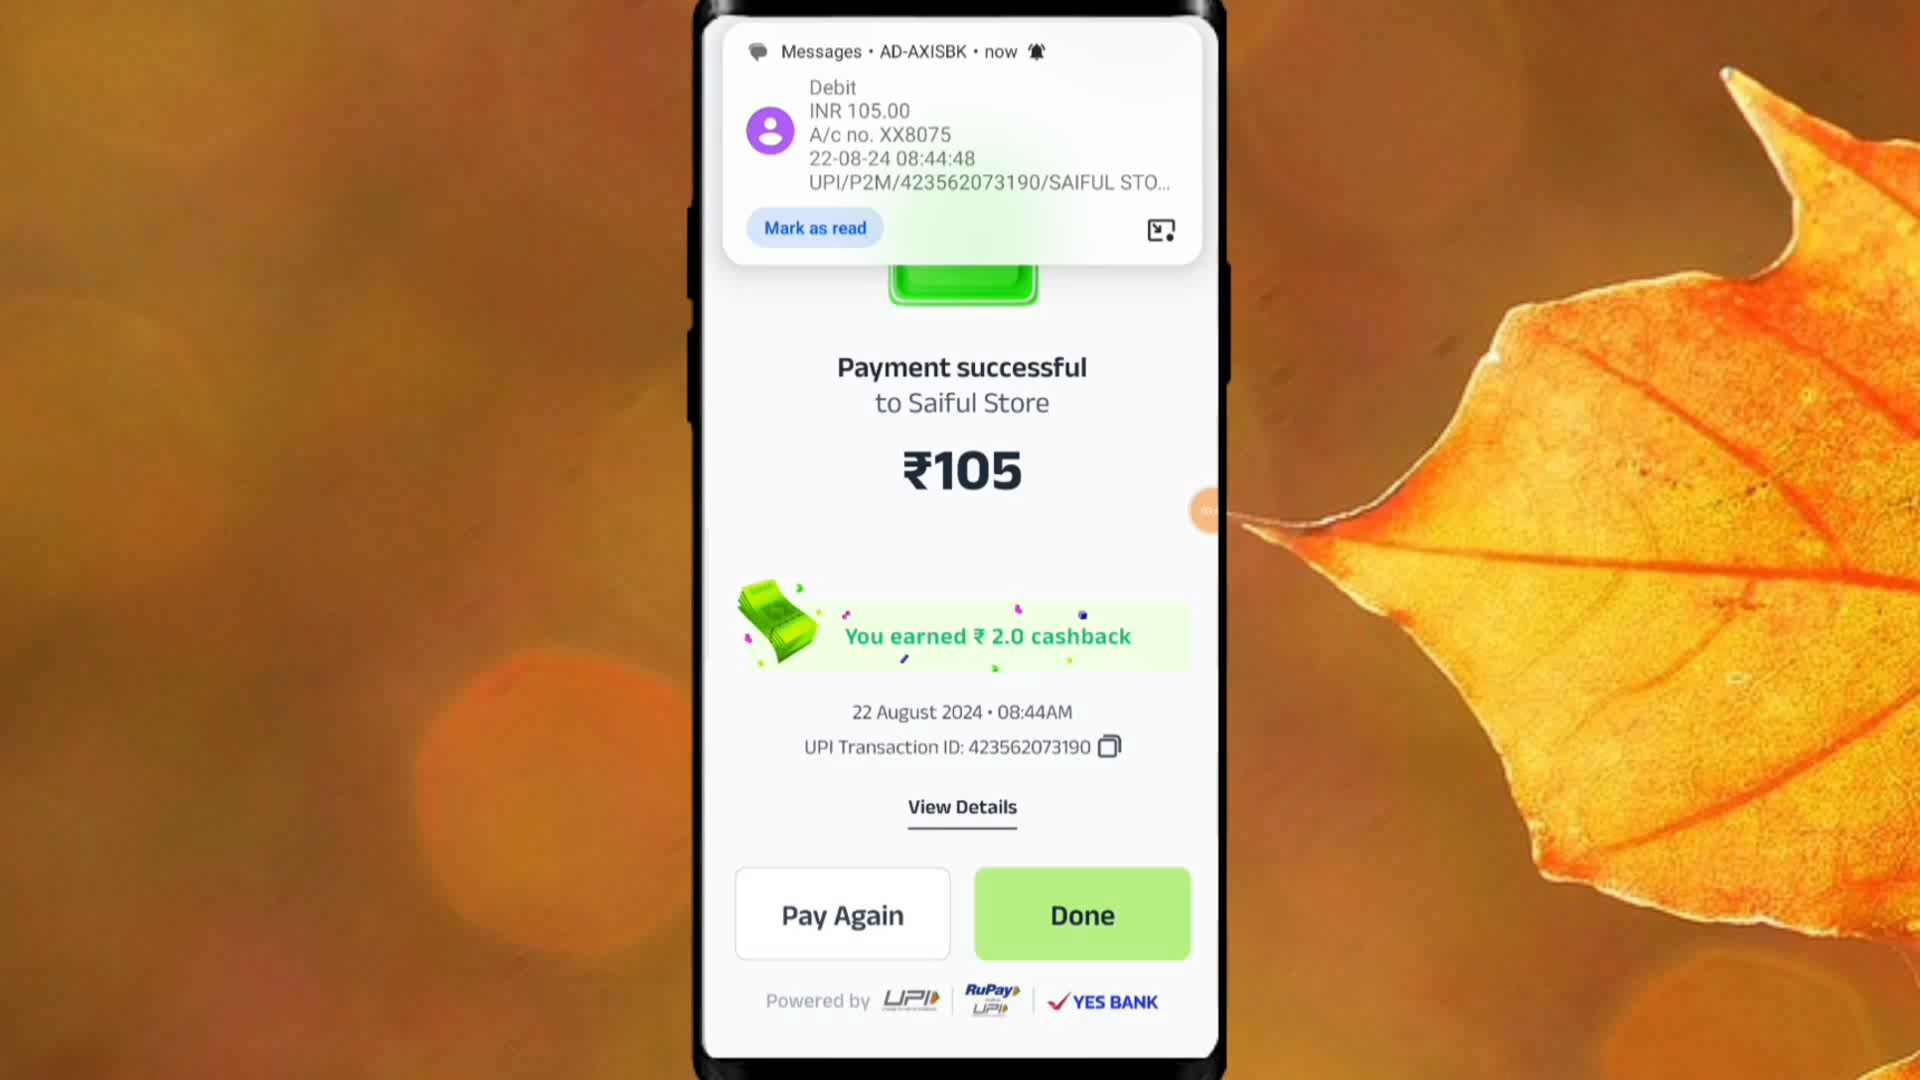 Messages • AD-AXISBK • now
Debit
INR 105.00
A/c no. XX8075
22-08-24 08:44:48
UPI/P2M/423562073190/SAIFUL STO...
Mark as read
Payment successful
to Saiful Store
₹105
You earned ₹ 2.0 cashback
22 August 2024 • 08:44AM
UPI Transaction ID: 423562073190
View Details
Pay Again
Done
Powered by UPI RuPay UPI YES BANK